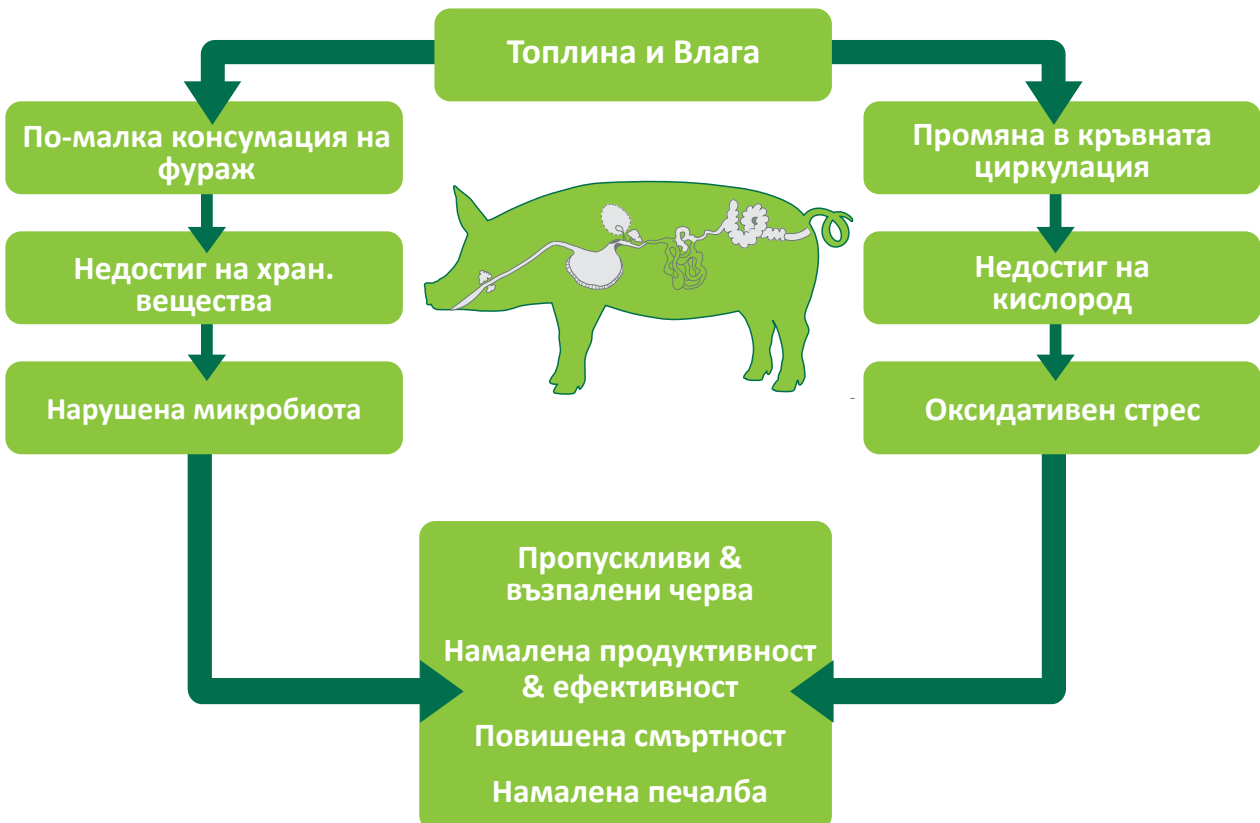 Топлина и Влага
По-малка консумация на
фураж
Недостиг на хран.
вещества
Нарушена микробиота
Промяна в кръвната
циркулация
Недостиг на
кислород
Оксидативен стрес
Пропускливи &
възпалени черва
Намалена продуктивност
& ефективност
Повишена смъртност
Намалена печалба